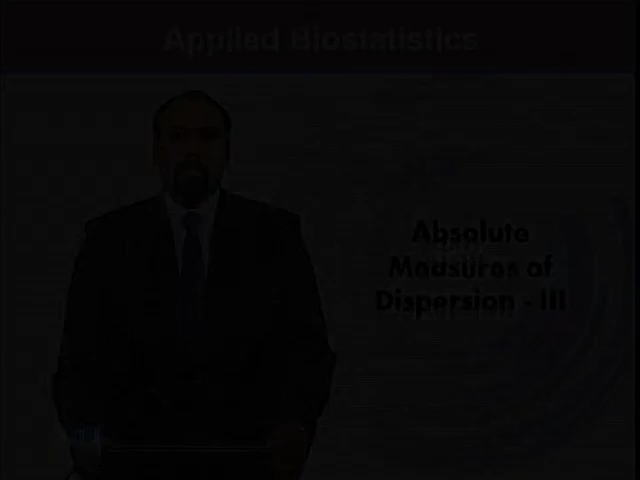 Applied Biostatistics
Absolute
Measures of
Dispersion - III